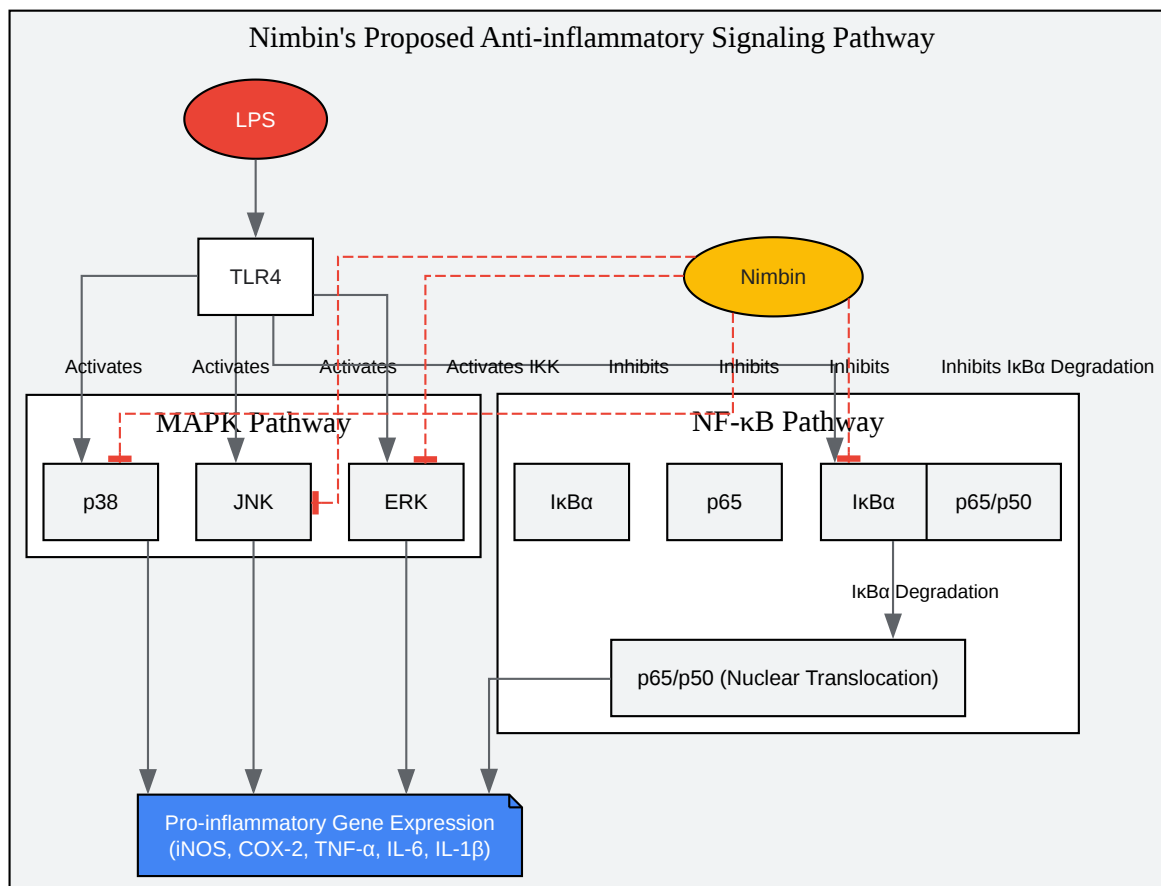 Nimbin's Proposed Anti-inflammatory Signaling Pathway
LPS
TLR4
Nimbin
Activates
Activates
Activates
Activates IKK
Inhibits
Inhibits
Inhibits
Inhibits IκBα Degradation
MAPK Pathway
NF-κB Pathway
p38
JNK
ERK
IκBα
p65
IκBα
p65/p50
IκBα Degradation
p65/p50 (Nuclear Translocation)
Pro-inflammatory Gene Expression
(iNOS, COX-2, TNF-α, IL-6, IL-1β)